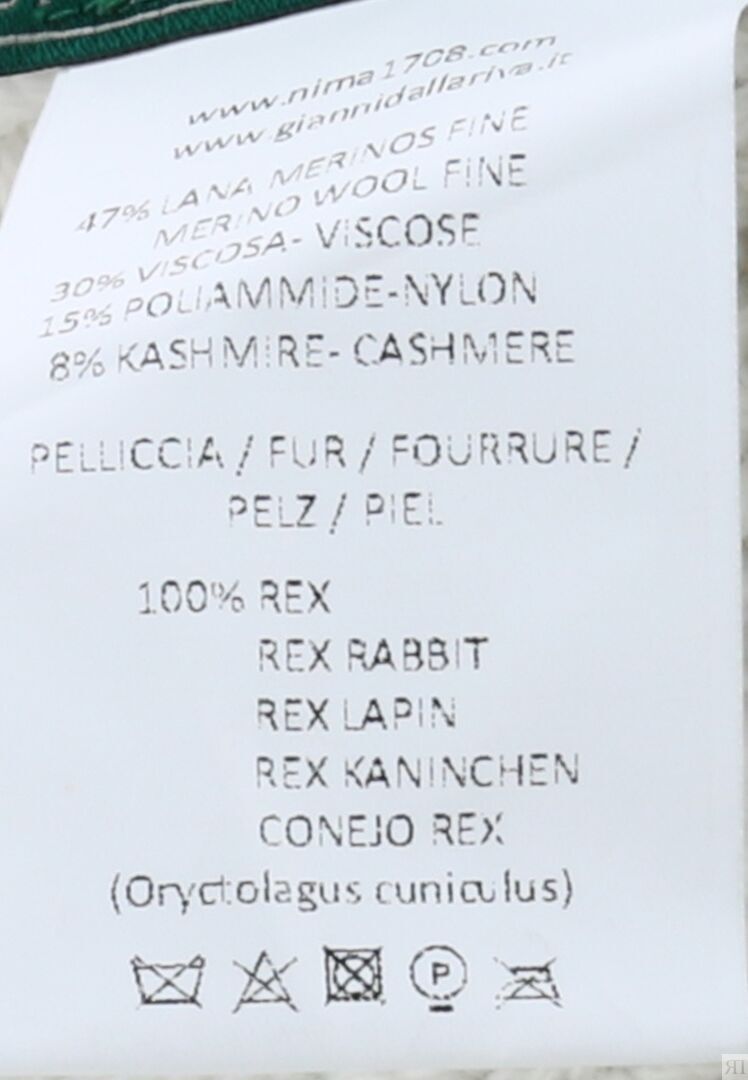 www.nima1708.com
www.giannidallariva.it
47% LANA MERINOS FINE
MERINO WOOL FINE
30% VISCOSA- VISCOSE
15% POLIAMMIDE-NYLON
8% KASHMIRE- CASHMERE
PELLICCIA / FUR / FOURRURE /
PELZ / PIEL
100% REX
REX RABBIT
REX LAPIN
REX KANINCHEN
CONEJO REX
(Oryctolagus cuniculus)
P
ЯП